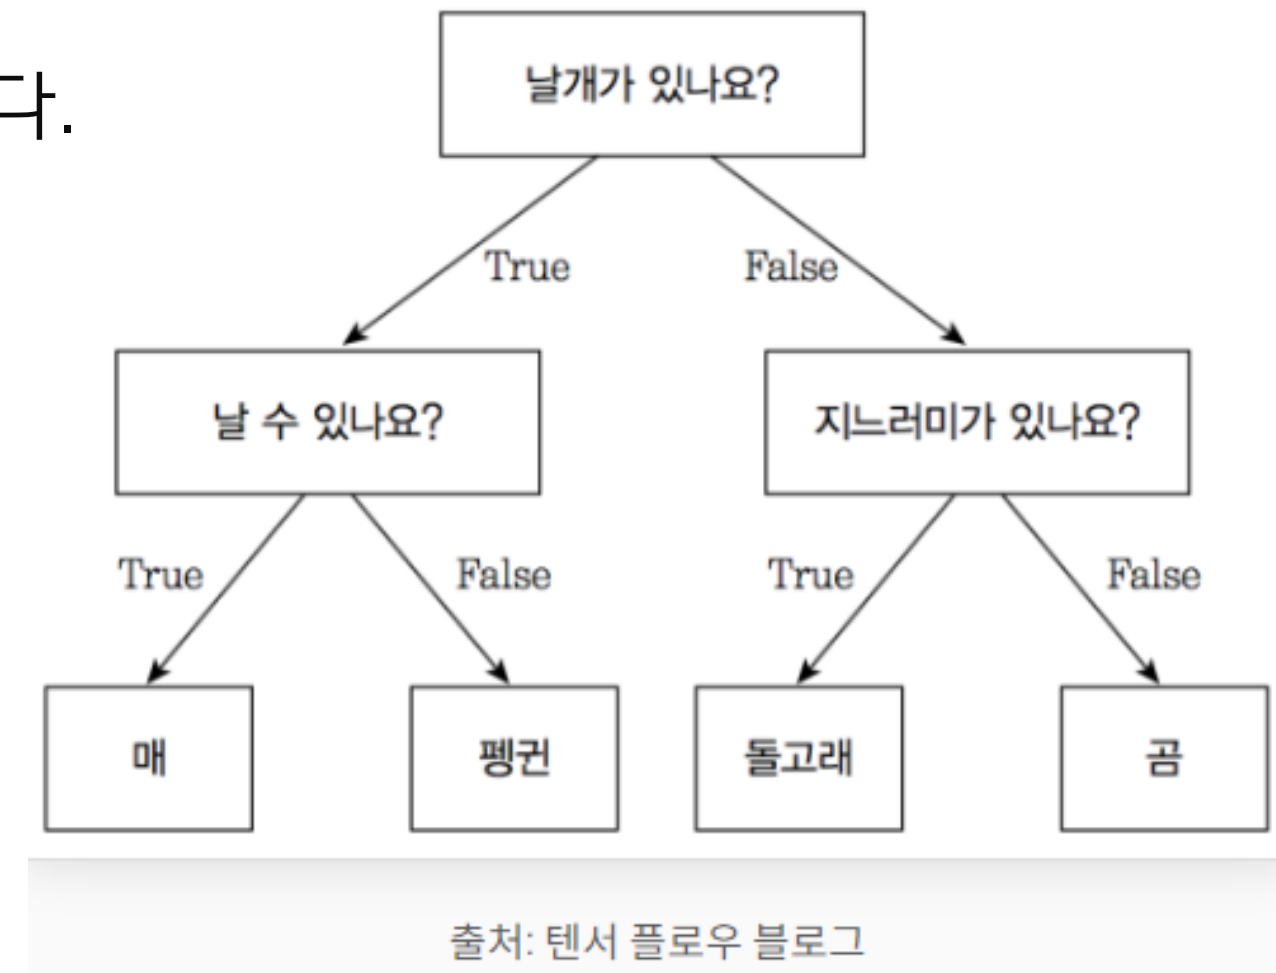 다.
날개가 있나요?
True
False
날 수 있나요?
지느러미가 있나요?
True
False
True
False
매
펭귄
돌고래
곰
출처: 텐서 플로우 블로그